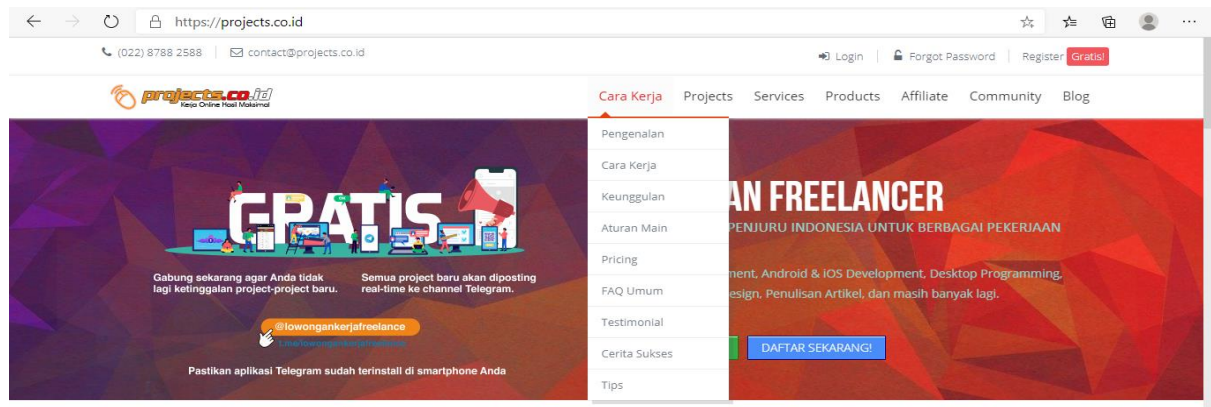 https://projects.co.id
(022) 8788 2588 contact@projects.co.id Login Forgot Password Register Gratis!
projects.co.id
Kerja Online Hasil Maksimal
Cara Kerja Projects Services Products Affiliate Community Blog
Pengenalan
Cara Kerja
Keunggulan
Aturan Main
Pricing
FAQ Umum
Testimonial
Cerita Sukses
Tips
GRATIS
Gabung sekarang agar Anda tidak
lagi ketinggalan project-project baru.
Semua project baru akan diposting
real-time ke channel Telegram.
@lowongankerjafreelance
t.me/lowongankerjafreelance
Pastikan aplikasi Telegram sudah terinstall di smartphone Anda
AN FREELANCER
PENJURU INDONESIA UNTUK BERBAGAI PEKERJAAN
ment, Android & iOS Development, Desktop Programming,
esign, Penulisan Artikel, dan masih banyak lagi.
DAFTAR SEKARANG!